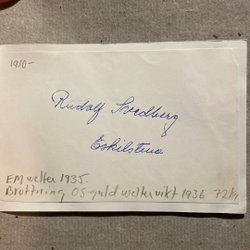 1910-
Rudolf Svedberg
Eskilstuna
EM welter 1935.
Brottning OS-guld weltervikt 1936 72 kg